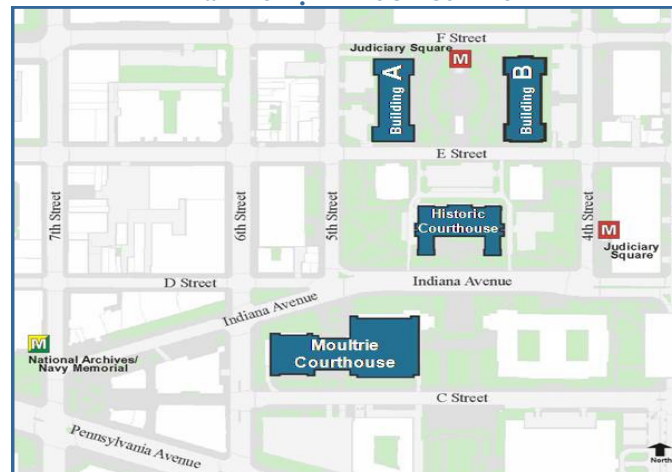 F Street
Judiciary Square
M
Building A
Building B
E Street
7th Street
6th Street
5th Street
4th Street
Historic
Courthouse
M
Judiciary
Square
D Street
Indiana Avenue
Indiana Avenue
M
National Archives/
Navy Memorial
Moultrie
Courthouse
C Street
Pennsylvania Avenue
North